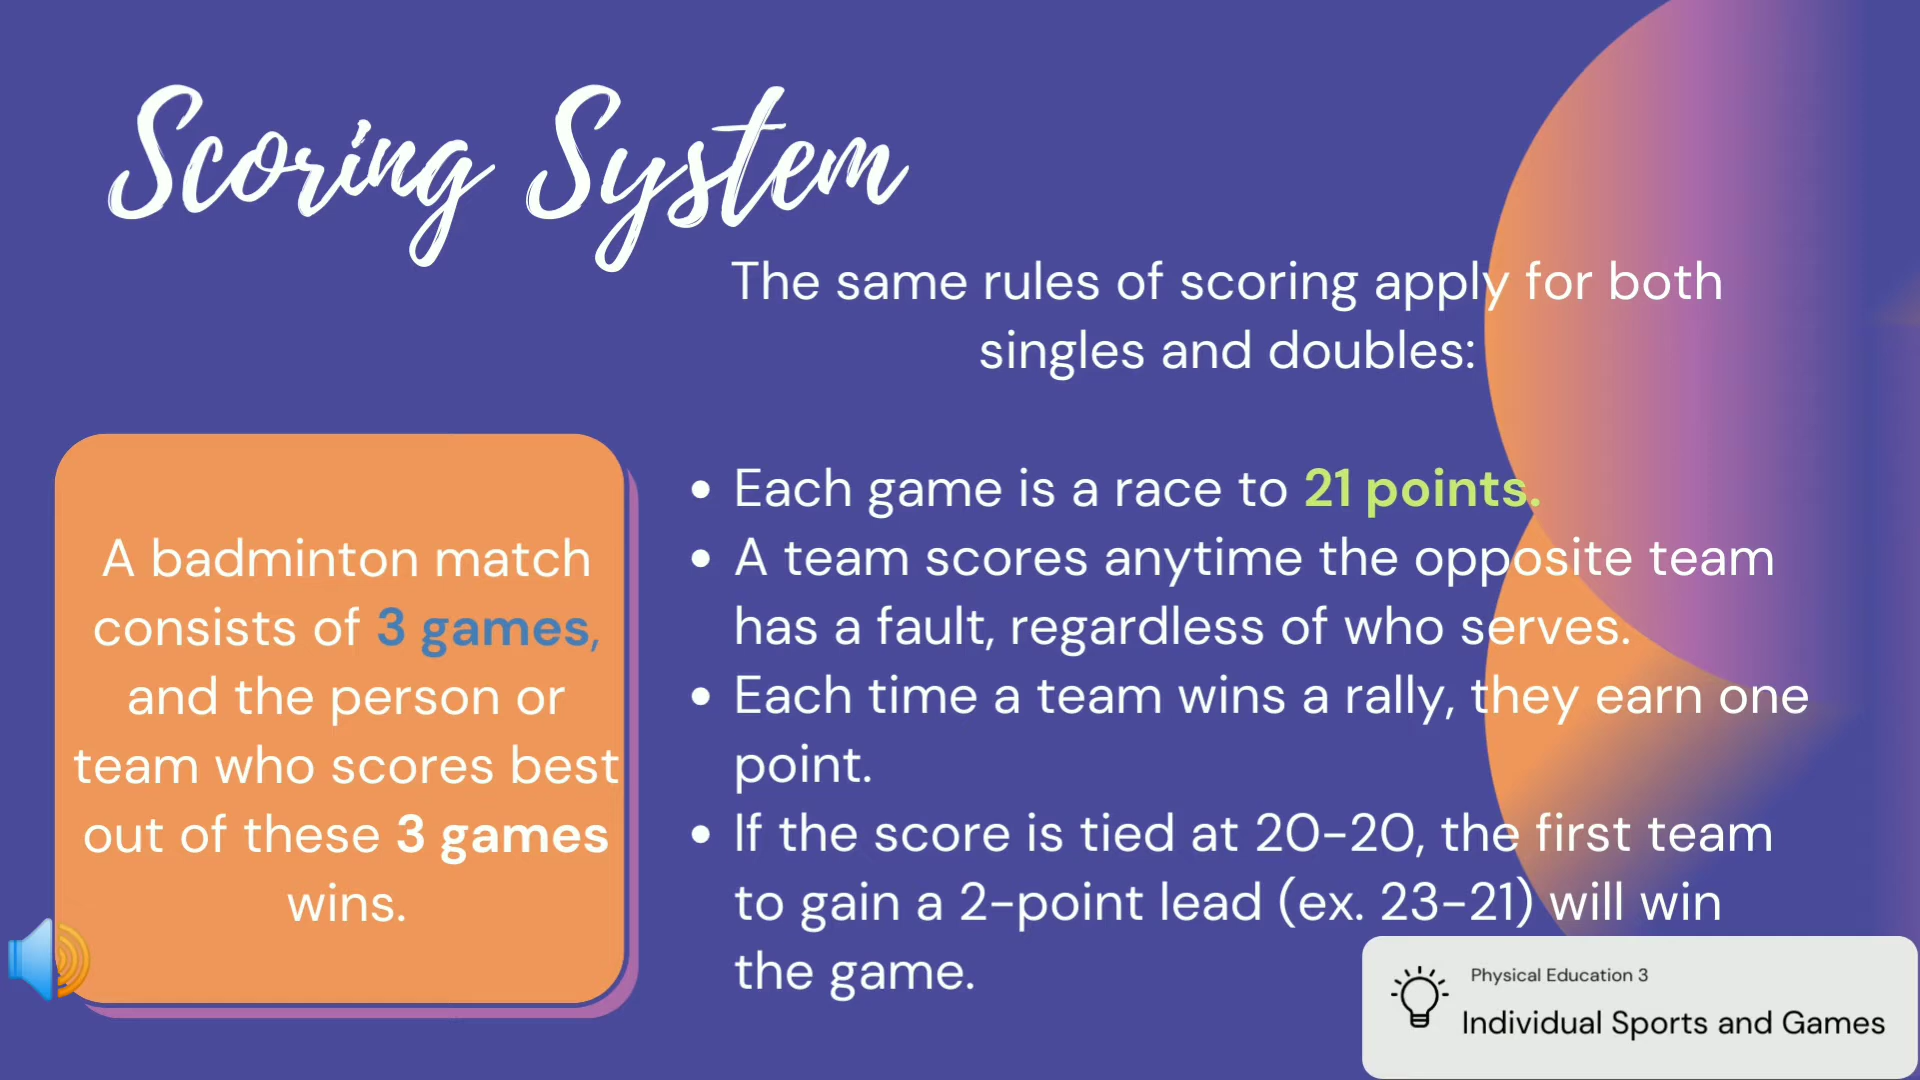 Scoring System
The same rules of scoring apply for both
singles and doubles:
A badminton match
consists of 3 games,
and the person or
team who scores best
out of these 3 games
wins.
• Each game is a race to 21 points.
• A team scores anytime the opposite team
has a fault, regardless of who serves.
• Each time a team wins a rally, they earn one
point.
• If the score is tied at 20-20, the first team
to gain a 2-point lead (ex. 23-21) will win
the game.
Physical Education 3
Individual Sports and Games